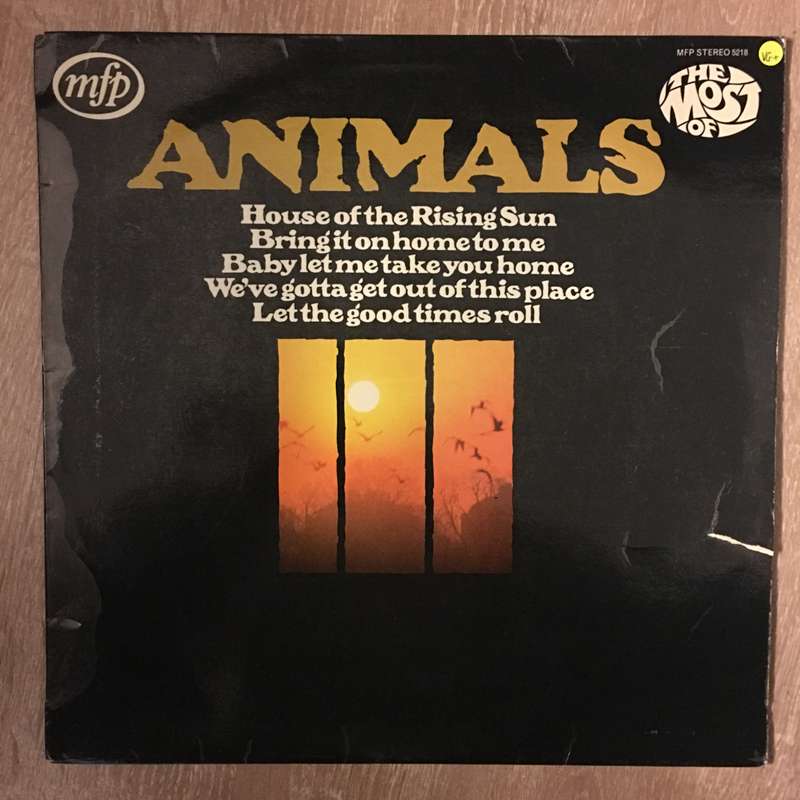 mfp
MFP STEREO 5218
VG+
THE
MOST
OF
ANIMALS
House of the Rising Sun
Bring it on home to me
Baby let me take you home
We've gotta get out of this place
Let the good times roll